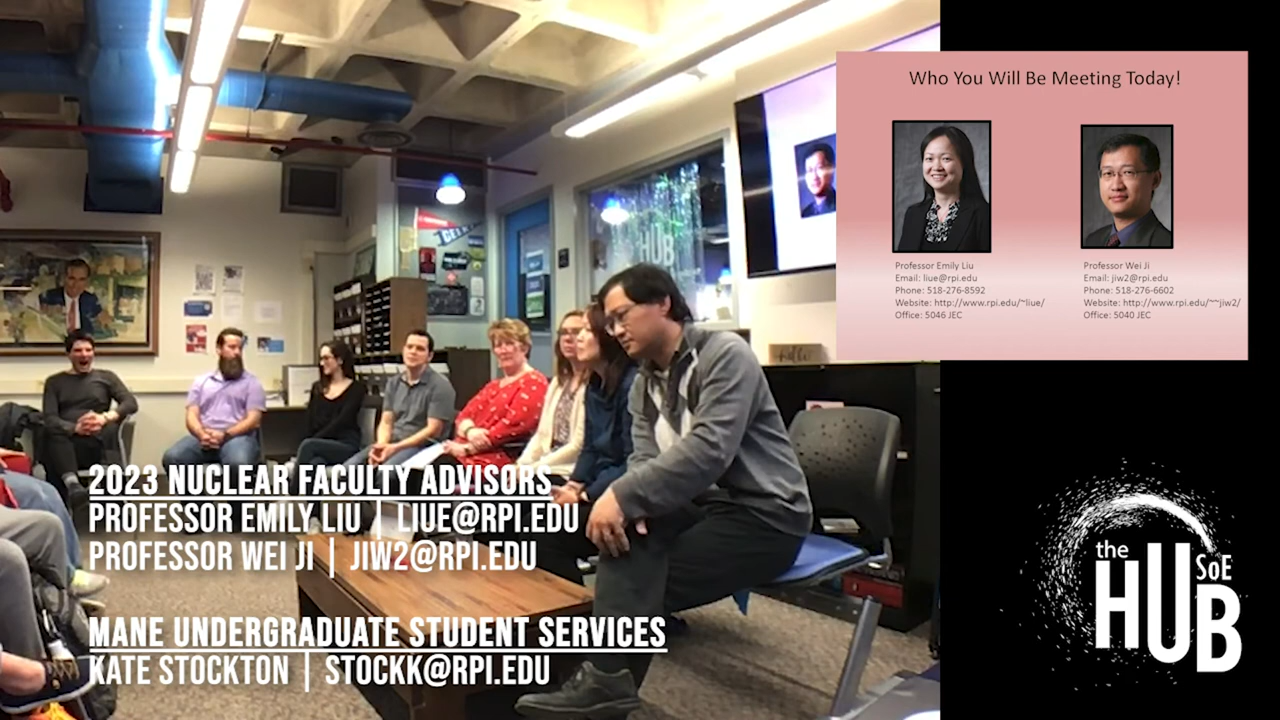 Who You Will Be Meeting Today!
Professor Emily Liu
Email: liue@rpi.edu
Phone: 518-276-8592
Website: http://www.rpi.edu/~liue/
Office: 5046 JEC
Professor Wei Ji
Email: jiw2@rpi.edu
Phone: 518-276-6602
Website: http://www.rpi.edu/~~jiw2/
Office: 5040 JEC
HUB
hello
2023 NUCLEAR FACULTY ADVISORS
PROFESSOR EMILY LIU | LIUE@RPI.EDU
PROFESSOR WEI JI | JIW2@RPI.EDU
MANE UNDERGRADUATE STUDENT SERVICES
KATE STOCKTON | STOCKK@RPI.EDU
the
HUB
SoE